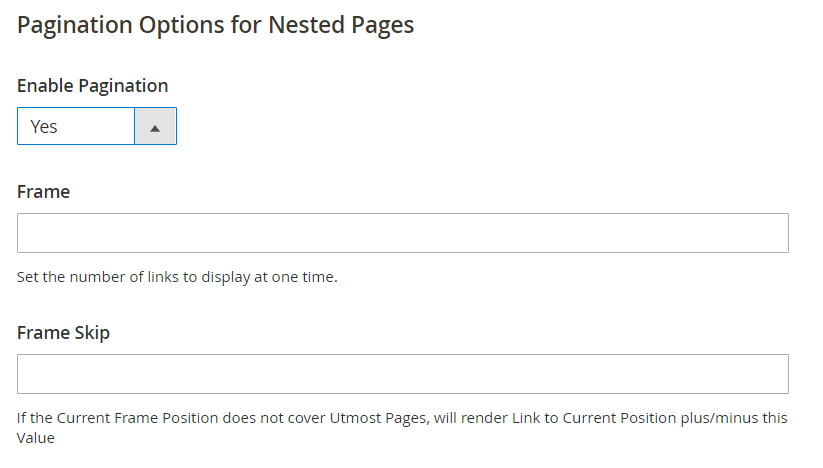 Pagination Options for Nested Pages
Enable Pagination
Yes
Frame
Set the number of links to display at one time.
Frame Skip
If the Current Frame Position does not cover Utmost Pages, will render Link to Current Position plus/minus this
Value